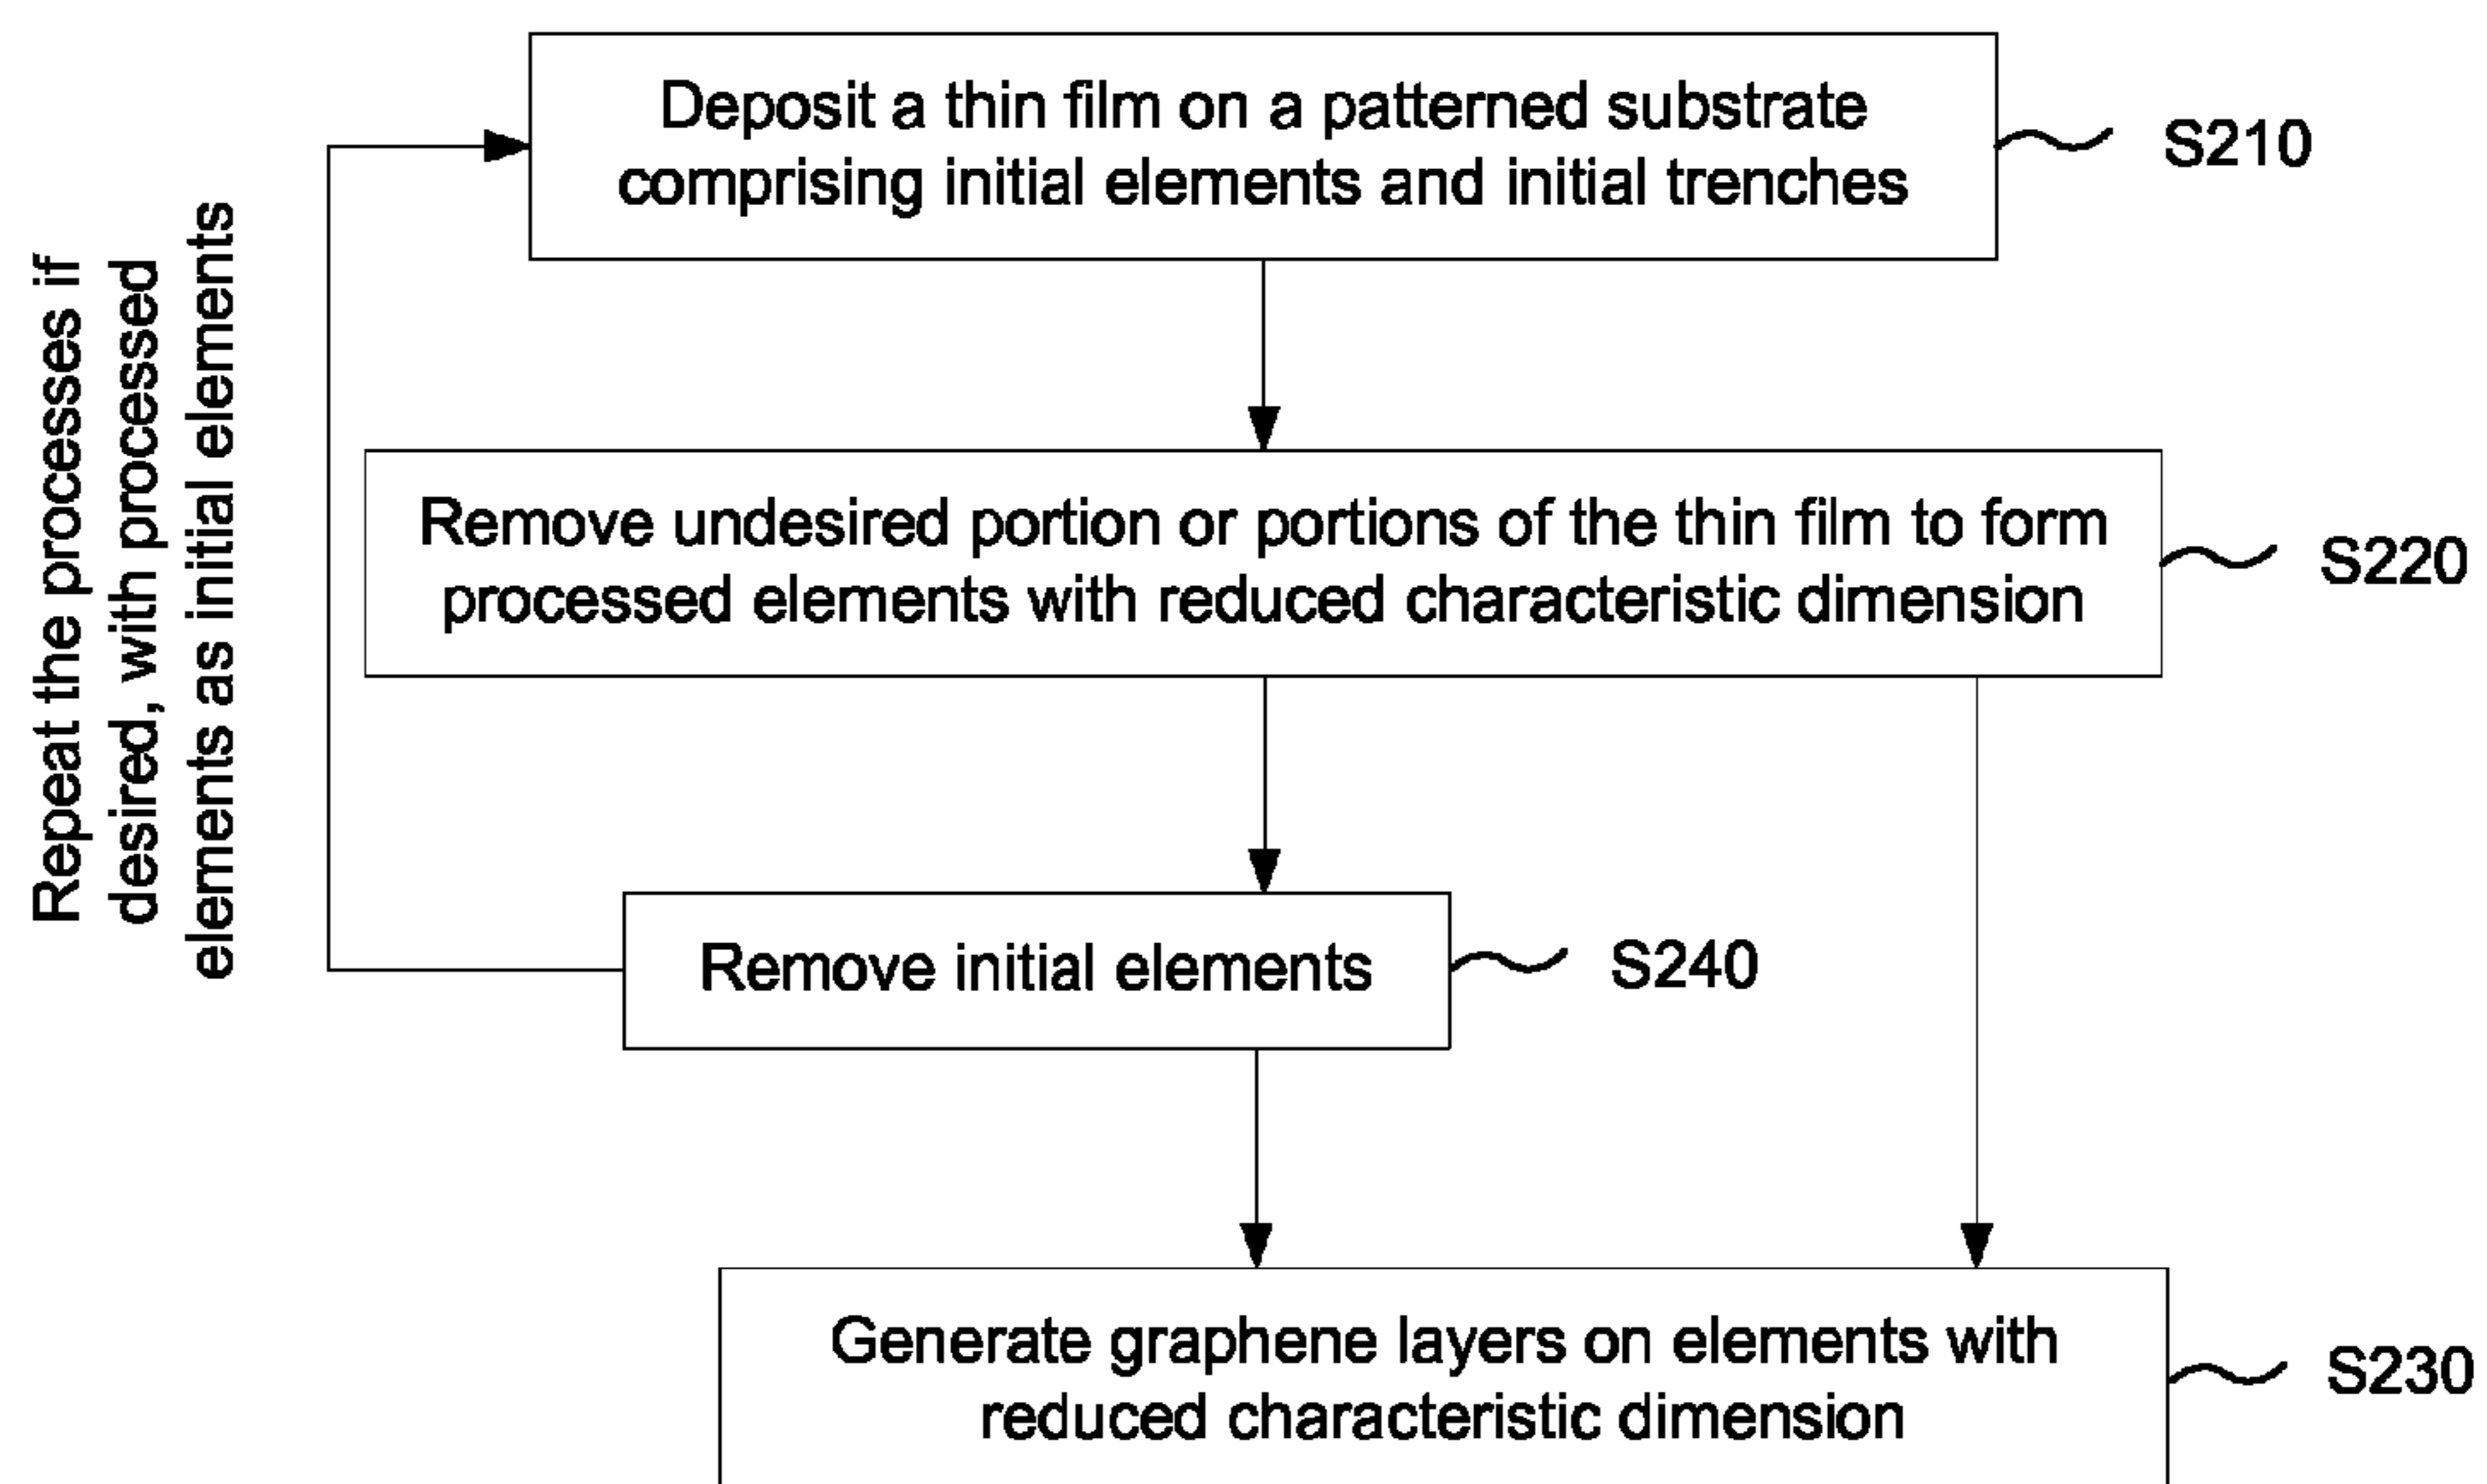 Deposit a thin film on a patterned substrate
comprising initial elements and initial trenches
S210
Repeat the processes if
desired, with processed
elements as initial elements
Remove undesired portion or portions of the thin film to form
processed elements with reduced characteristic dimension
S220
Remove initial elements
S240
Generate graphene layers on elements with
reduced characteristic dimension
S230